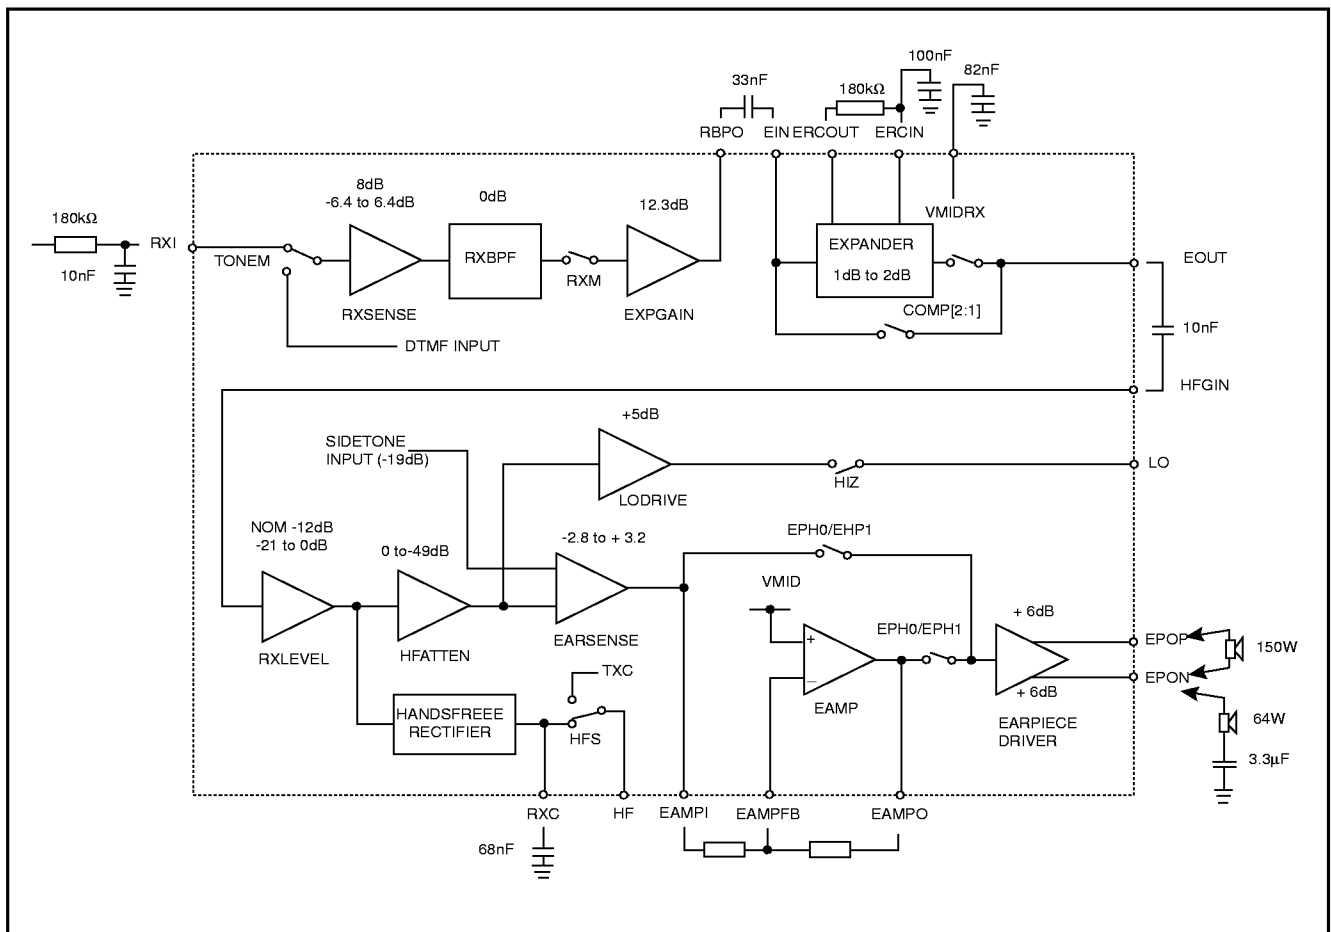 100nF
33nF
180kΩ
82nF
RBPO
EIN
ERCOUT
ERCIN
8dB
-6.4 to 6.4dB
0dB
12.3dB
VMIDRX
180kΩ
RXI
TONEM
RXBPF
RXM
EXPANDER
1dB to 2dB
EOUT
10nF
RXSENSE
EXPGAIN
COMP[2:1]
10nF
DTMF INPUT
HFGIN
+5dB
SIDETONE
INPUT (-19dB)
LO
LODRIVE
HIZ
NOM -12dB
-21 to 0dB
0 to-49dB
-2.8 to + 3.2
EPH0/EHP1
VMID
+ 6dB
EPH0/EPH1
+
−
EPOP
150W
EPON
RXLEVEL
HFATTEN
EARSENSE
TXC
EAMP
+ 6dB
HANDSFREEE
RECTIFIER
HFS
EARPIECE
DRIVER
64W
3.3µF
RXC
HF
EAMPI
EAMPFB
EAMPO
68nF